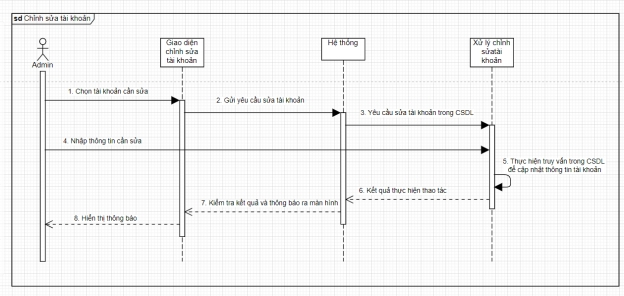 sd Chỉnh sửa tài khoản
Admin
Giao diện
chỉnh sửa
tài khoản
Hệ thông
Xử lý chỉnh
sửatài
khoản
1. Chọn tài khoản cần sửa
2. Gửi yêu cầu sửa tài khoản
3. Yêu cầu sửa tài khoản trong CSDL
4. Nhập thông tin cần sửa
5. Thực hiện truy vấn trong CSDL
để cập nhật thông tin tài khoản
6. Kết quả thực hiện thao tác
7. Kiểm tra kết quả và thông báo ra màn hình
8. Hiển thị thông báo